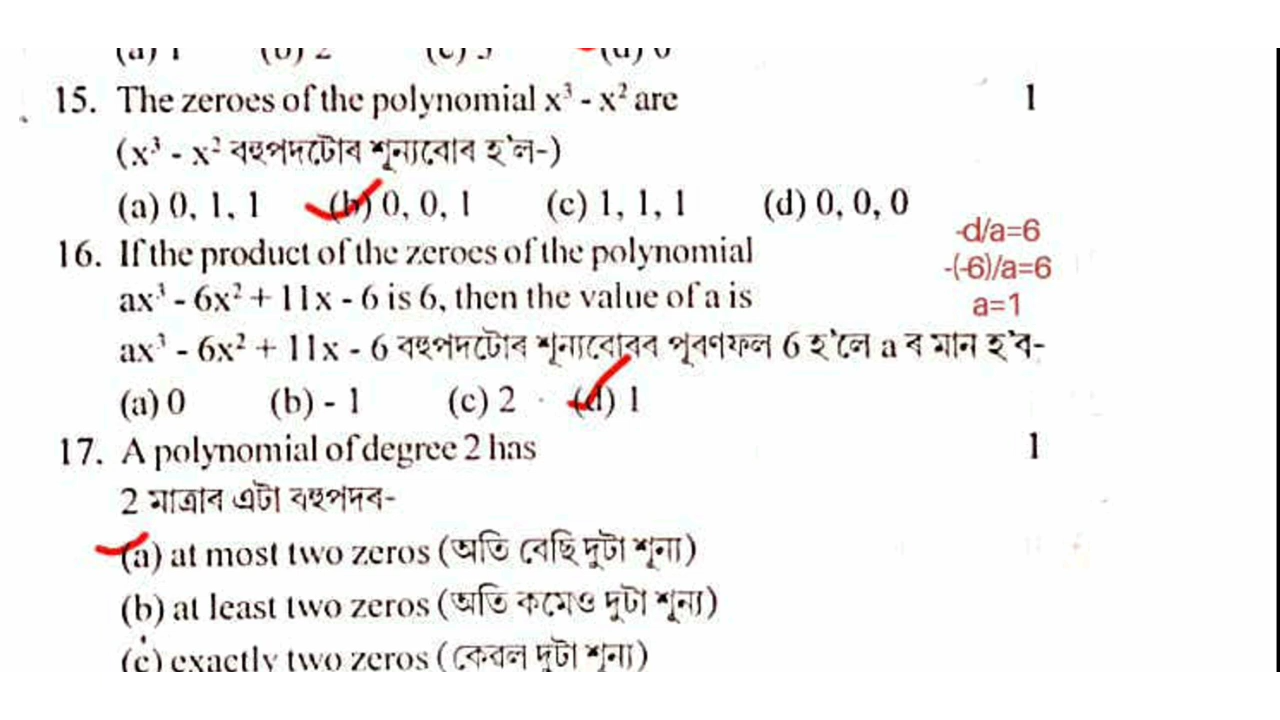 15. The zeroes of the polynomial x³ - x² are 1
(x³ - x² বহুপদটোৰ শূন্যবোৰ হ'ল-)
(a) 0, 1, 1 (b) 0, 0, 1 (c) 1, 1, 1 (d) 0, 0, 0
16. If the product of the zeroes of the polynomial
-d/a=6
-(-6)/a=6
a=1
ax³ - 6x² + 11x - 6 is 6, then the value of a is
ax³ - 6x² + 11x - 6 বহুপদটোৰ শূন্যবোৰৰ পূৰণফল 6 হ'লে a ৰ মান হ'ব-
(a) 0 (b) - 1 (c) 2 (d) 1
17. A polynomial of degree 2 has 1
2 মাত্ৰাৰ এটা বহুপদৰ-
(a) at most two zeros (অতি বেছি দুটা শূন্য)
(b) at least two zeros (অতি কমেও দুটা শূন্য)
(c) exactly two zeros (কেবল দুটা শূন্য)